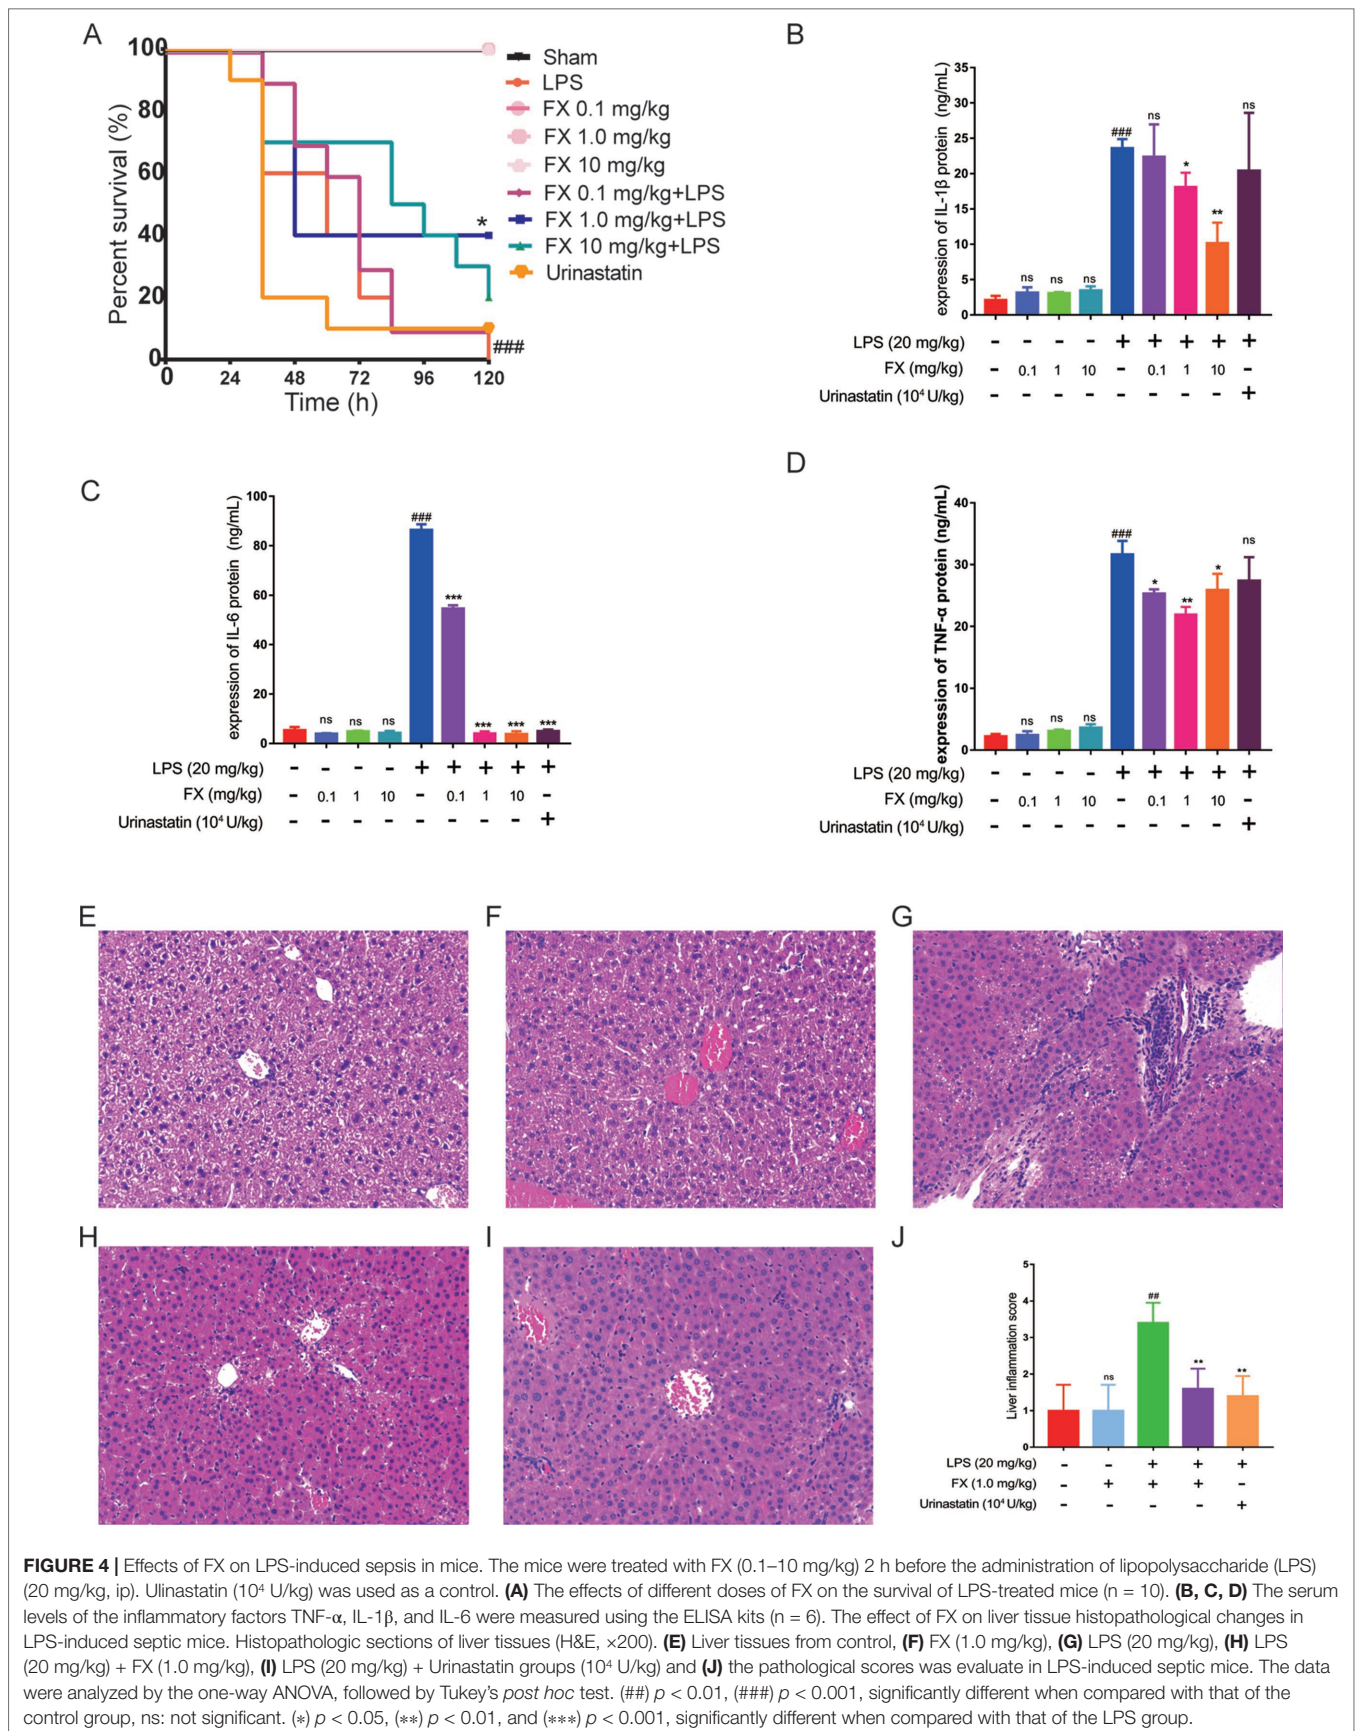 A
100
80
60
40
20
0
Percent survival (%)
0 24 48 72 96 120
Time (h)
*
###
Sham
LPS
FX 0.1 mg/kg
FX 1.0 mg/kg
FX 10 mg/kg
FX 0.1 mg/kg+LPS
FX 1.0 mg/kg+LPS
FX 10 mg/kg+LPS
Urinastatin
B
expression of IL-1β protein (ng/mL)
35
30
25
20
15
10
5
0
ns ns ns ### ns * ** ns
LPS (20 mg/kg) - - - - + + + + +
FX (mg/kg) - 0.1 1 10 - 0.1 1 10 -
Urinastatin (10⁴ U/kg) - - - - - - - - +
C
expression of IL-6 protein (ng/mL)
100
80
60
40
20
0
ns ns ns ### *** *** *** ***
LPS (20 mg/kg) - - - - + + + + +
FX (mg/kg) - 0.1 1 10 - 0.1 1 10 -
Urinastatin (10⁴ U/kg) - - - - - - - - +
D
expression of TNF-α protein (ng/mL)
40
30
20
10
0
ns ns ns ### * ** * ns
LPS (20 mg/kg) - - - - + + + + +
FX (mg/kg) - 0.1 1 10 - 0.1 1 10 -
Urinastatin (10⁴ U/kg) - - - - - - - - +
E
F
G
H
I
J
Liver inflammation score
5
4
3
2
1
0
ns ## ** **
LPS (20 mg/kg) - - + + +
FX (1.0 mg/kg) - + + + -
Urinastatin (10⁴ U/kg) - - - - +
FIGURE 4 | Effects of FX on LPS-induced sepsis in mice. The mice were treated with FX (0.1–10 mg/kg) 2 h before the administration of lipopolysaccharide (LPS)
(20 mg/kg, ip). Ulinastatin (10⁴ U/kg) was used as a control. (A) The effects of different doses of FX on the survival of LPS-treated mice (n = 10). (B, C, D) The serum
levels of the inflammatory factors TNF-α, IL-1β, and IL-6 were measured using the ELISA kits (n = 6). The effect of FX on liver tissue histopathological changes in
LPS-induced septic mice. Histopathologic sections of liver tissues (H&E, ×200). (E) Liver tissues from control, (F) FX (1.0 mg/kg), (G) LPS (20 mg/kg), (H) LPS
(20 mg/kg) + FX (1.0 mg/kg), (I) LPS (20 mg/kg) + Urinastatin groups (10⁴ U/kg) and (J) the pathological scores was evaluate in LPS-induced septic mice. The data
were analyzed by the one-way ANOVA, followed by Tukey's post hoc test. (##) p < 0.01, (###) p < 0.001, significantly different when compared with that of the
control group, ns: not significant. (∗) p < 0.05, (∗∗) p < 0.01, and (∗∗∗) p < 0.001, significantly different when compared with that of the LPS group.